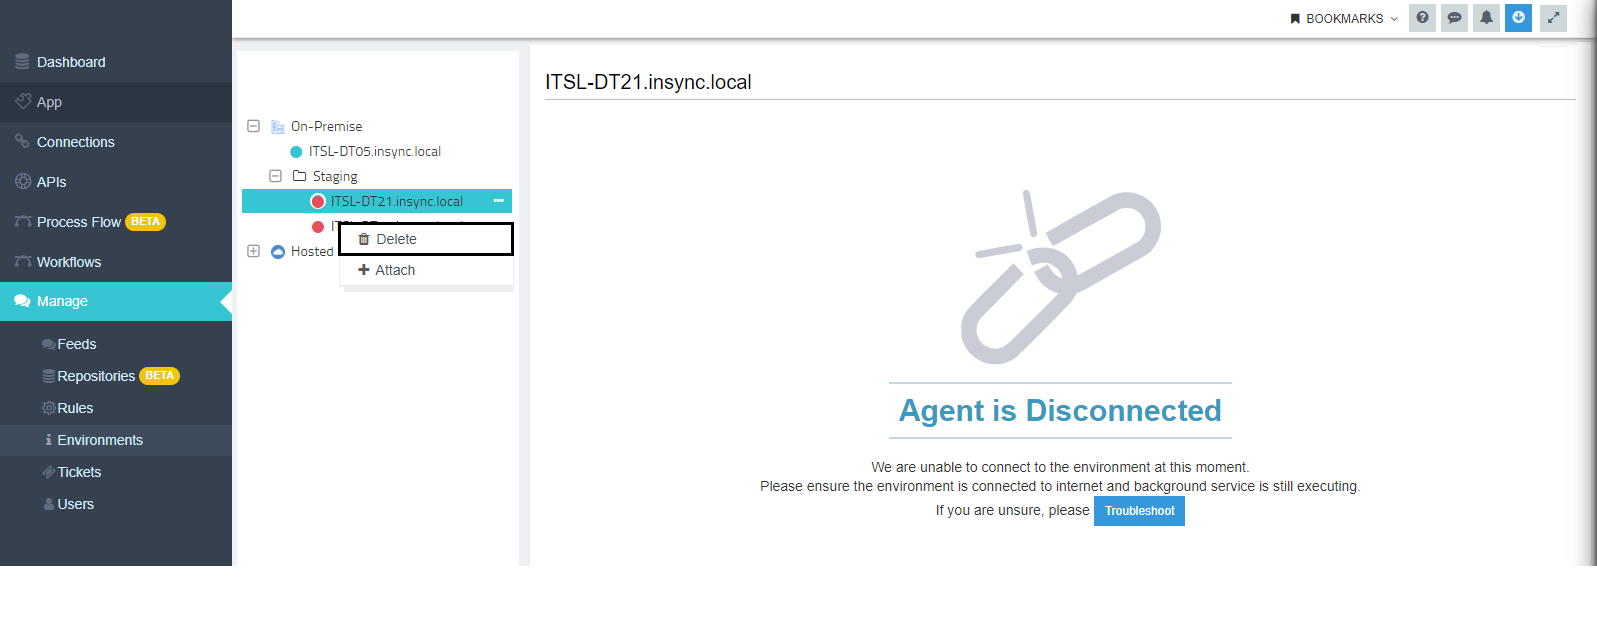 BOOKMARKS
Dashboard
App
Connections
APIs
Process Flow BETA
Workflows
Manage
Feeds
Repositories BETA
Rules
Environments
Tickets
Users
On-Premise
ITSL-DT05.insync.local
Staging
ITSL-DT21.insync.local
Hosted
Delete
Attach
ITSL-DT21.insync.local
Agent is Disconnected
We are unable to connect to the environment at this moment.
Please ensure the environment is connected to internet and background service is still executing.
If you are unsure, please Troubleshoot